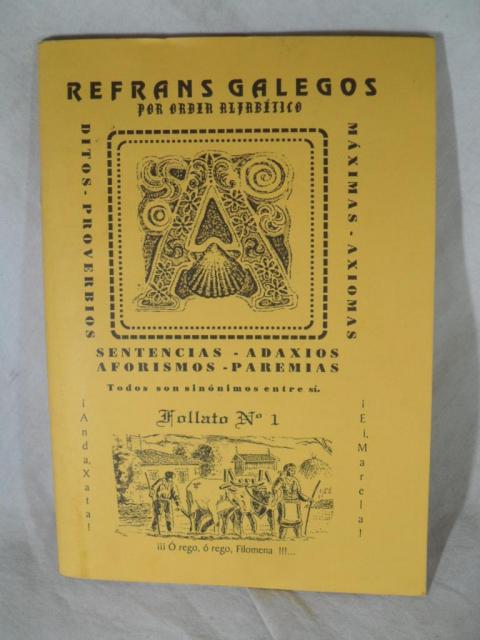 REFRANS GALEGOS
POR ORDEN ALFABÉTICO
DITOS - PROVERBIOS
MÁXIMAS - AXIOMAS
A
SENTENCIAS - ADAXIOS
AFORISMOS - PAREMIAS
Todos son sinónimos entre sí.
Follato Nº 1
¡Anda, Xata!
¡Ei, Marela!
¡¡¡ Ó rego, ó rego, Filomena !!!...